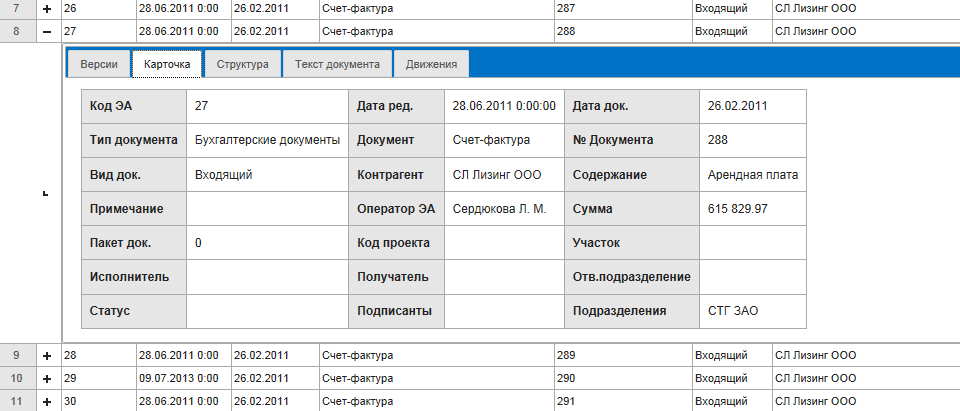 7 26 28.06.2011 0:00 26.02.2011 Счет-фактура 287 Входящий СЛ Лизинг ООО
8 27 28.06.2011 0:00 26.02.2011 Счет-фактура 288 Входящий СЛ Лизинг ООО
Версии Карточка Структура Текст документа Движения
Код ЭА 27 Дата ред. 28.06.2011 0:00:00 Дата док. 26.02.2011
Тип документа Бухгалтерские документы Документ Счет-фактура № Документа 288
Вид док. Входящий Контрагент СЛ Лизинг ООО Содержание Арендная плата
Примечание Оператор ЭА Сердюкова Л. М. Сумма 615 829.97
Пакет док. 0 Код проекта Участок
Исполнитель Получатель Отв.подразделение
Статус Подписанты Подразделения СТГ ЗАО
9 28 28.06.2011 0:00 26.02.2011 Счет-фактура 289 Входящий СЛ Лизинг ООО
10 29 09.07.2013 0:00 26.02.2011 Счет-фактура 290 Входящий СЛ Лизинг ООО
11 30 28.06.2011 0:00 26.02.2011 Счет-фактура 291 Входящий СЛ Лизинг ООО